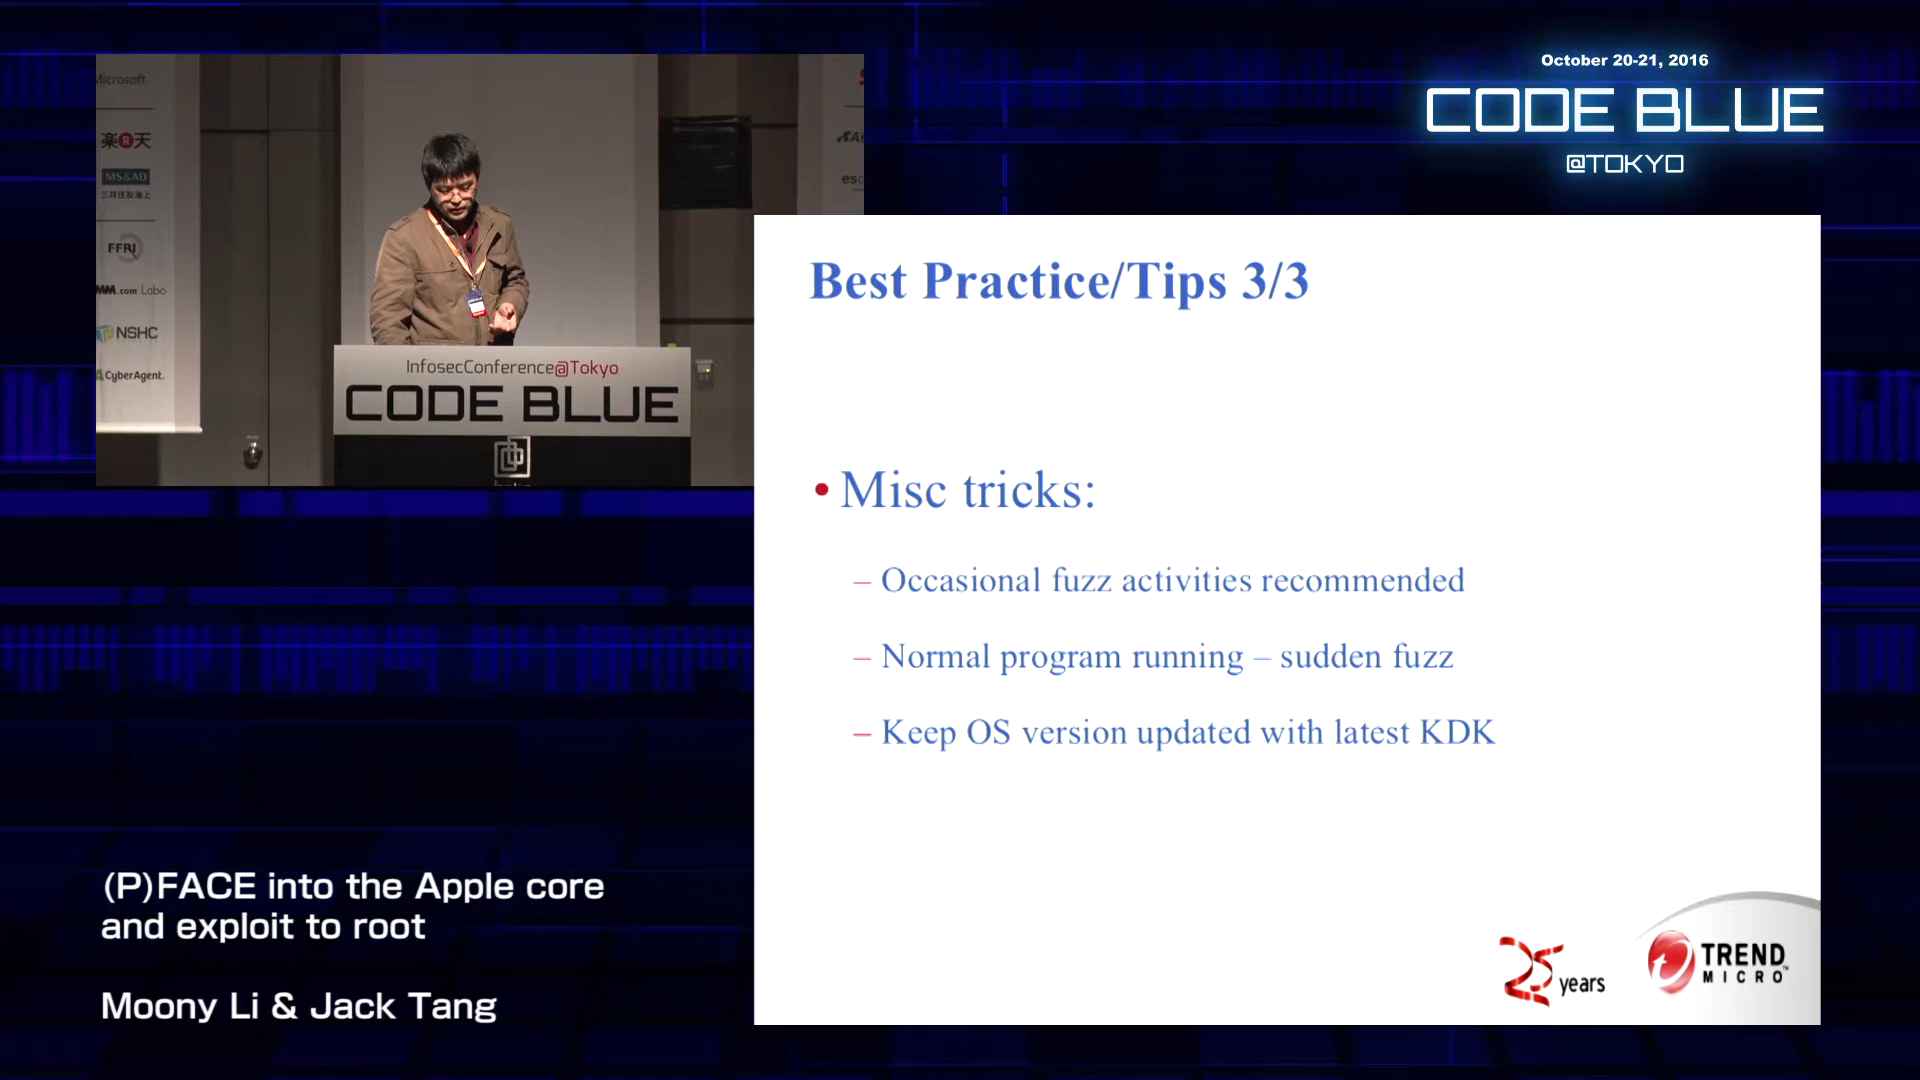 October 20-21, 2016
CODE BLUE
@TOKYO
Microsoft
楽R天
MS&AD
三井住友海上
FFRI
.com Labo
NSHC
CyberAgent.
InfosecConference@Tokyo
CODE BLUE
Best Practice/Tips 3/3
• Misc tricks:
– Occasional fuzz activities recommended
– Normal program running – sudden fuzz
– Keep OS version updated with latest KDK
25 years
TREND
MICRO™
(P)FACE into the Apple core
and exploit to root
Moony Li & Jack Tang